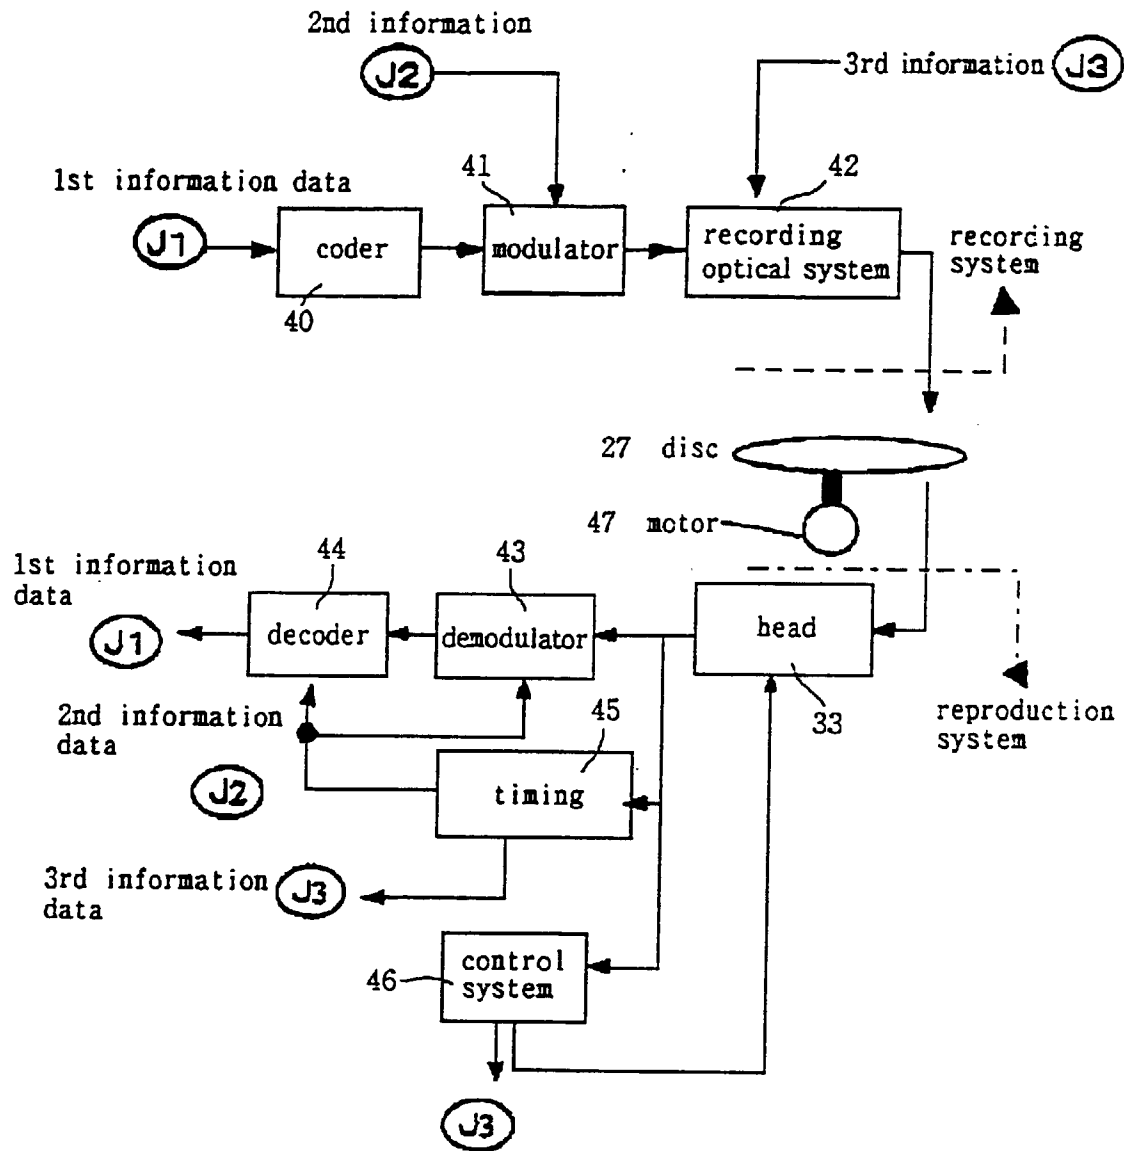 2nd information
J2
3rd information J3
41
42
1st information data
J1
coder
modulator
recording
optical system
recording
system
40
27 disc
47 motor
44
43
1st information
data
J1
decoder
demodulator
head
2nd information
data
45
33
reproduction
system
J2
timing
3rd information
data
J3
control
system
46
J3